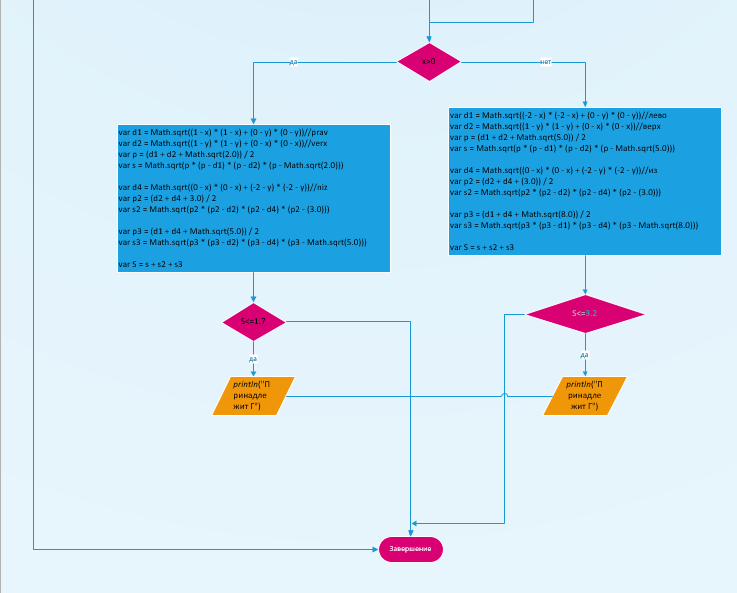 x>0
да
нет
var d1 = Math.sqrt((1 - x) * (1 - x) + (0 - y) * (0 - y))//prav
var d2 = Math.sqrt((1 - y) * (1 - y) + (0 - x) * (0 - x))//verx
var p = (d1 + d2 + Math.sqrt(2.0)) / 2
var s = Math.sqrt(p * (p - d1) * (p - d2) * (p - Math.sqrt(2.0)))
var d4 = Math.sqrt((0 - x) * (0 - x) + (-2 - y) * (-2 - y))//niz
var p2 = (d2 + d4 + 3.0) / 2
var s2 = Math.sqrt(p2 * (p2 - d2) * (p2 - d4) * (p2 - (3.0)))
var p3 = (d1 + d4 + Math.sqrt(5.0)) / 2
var s3 = Math.sqrt(p3 * (p3 - d2) * (p3 - d4) * (p3 - Math.sqrt(5.0)))
var S = s + s2 + s3
var d1 = Math.sqrt((-2 - x) * (-2 - x) + (0 - y) * (0 - y))//лево
var d2 = Math.sqrt((1 - y) * (1 - y) + (0 - x) * (0 - x))//верх
var p = (d1 + d2 + Math.sqrt(5.0)) / 2
var s = Math.sqrt(p * (p - d1) * (p - d2) * (p - Math.sqrt(5.0)))
var d4 = Math.sqrt((0 - x) * (0 - x) + (-2 - y) * (-2 - y))//из
var p2 = (d2 + d4 + (3.0)) / 2
var s2 = Math.sqrt(p2 * (p2 - d2) * (p2 - d4) * (p2 - (3.0)))
var p3 = (d1 + d4 + Math.sqrt(8.0)) / 2
var s3 = Math.sqrt(p3 * (p3 - d1) * (p3 - d4) * (p3 - Math.sqrt(8.0)))
var S = s + s2 + s3
S<=1.7
S<=3.2
да
да
println("П
ринадле
жит Г")
println("П
ринадле
жит Г")
Завершение